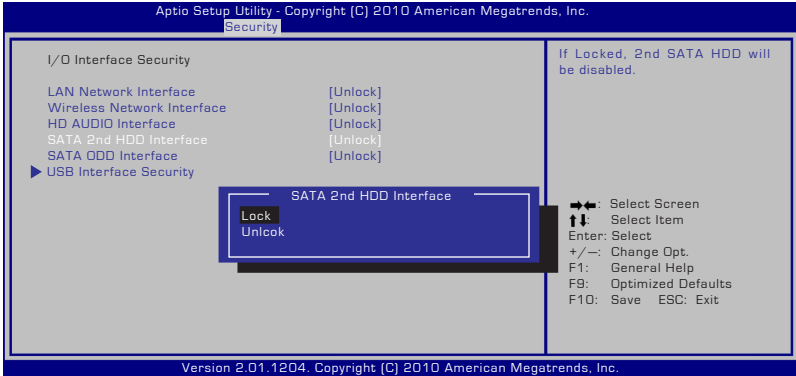 Aptio Setup Utility - Copyright (C) 2010 American Megatrends, Inc.
Security
I/O Interface Security
LAN Network Interface [Unlock]
Wireless Network Interface [Unlock]
HD AUDIO Interface [Unlock]
SATA 2nd HDD Interface [Unlock]
SATA ODD Interface [Unlock]
USB Interface Security
SATA 2nd HDD Interface
Lock
Unlcok
If Locked, 2nd SATA HDD will
be disabled.
→←: Select Screen
↑↓: Select Item
Enter: Select
+/—: Change Opt.
F1: General Help
F9: Optimized Defaults
F10: Save ESC: Exit
Version 2.01.1204. Copyright (C) 2010 American Megatrends, Inc.